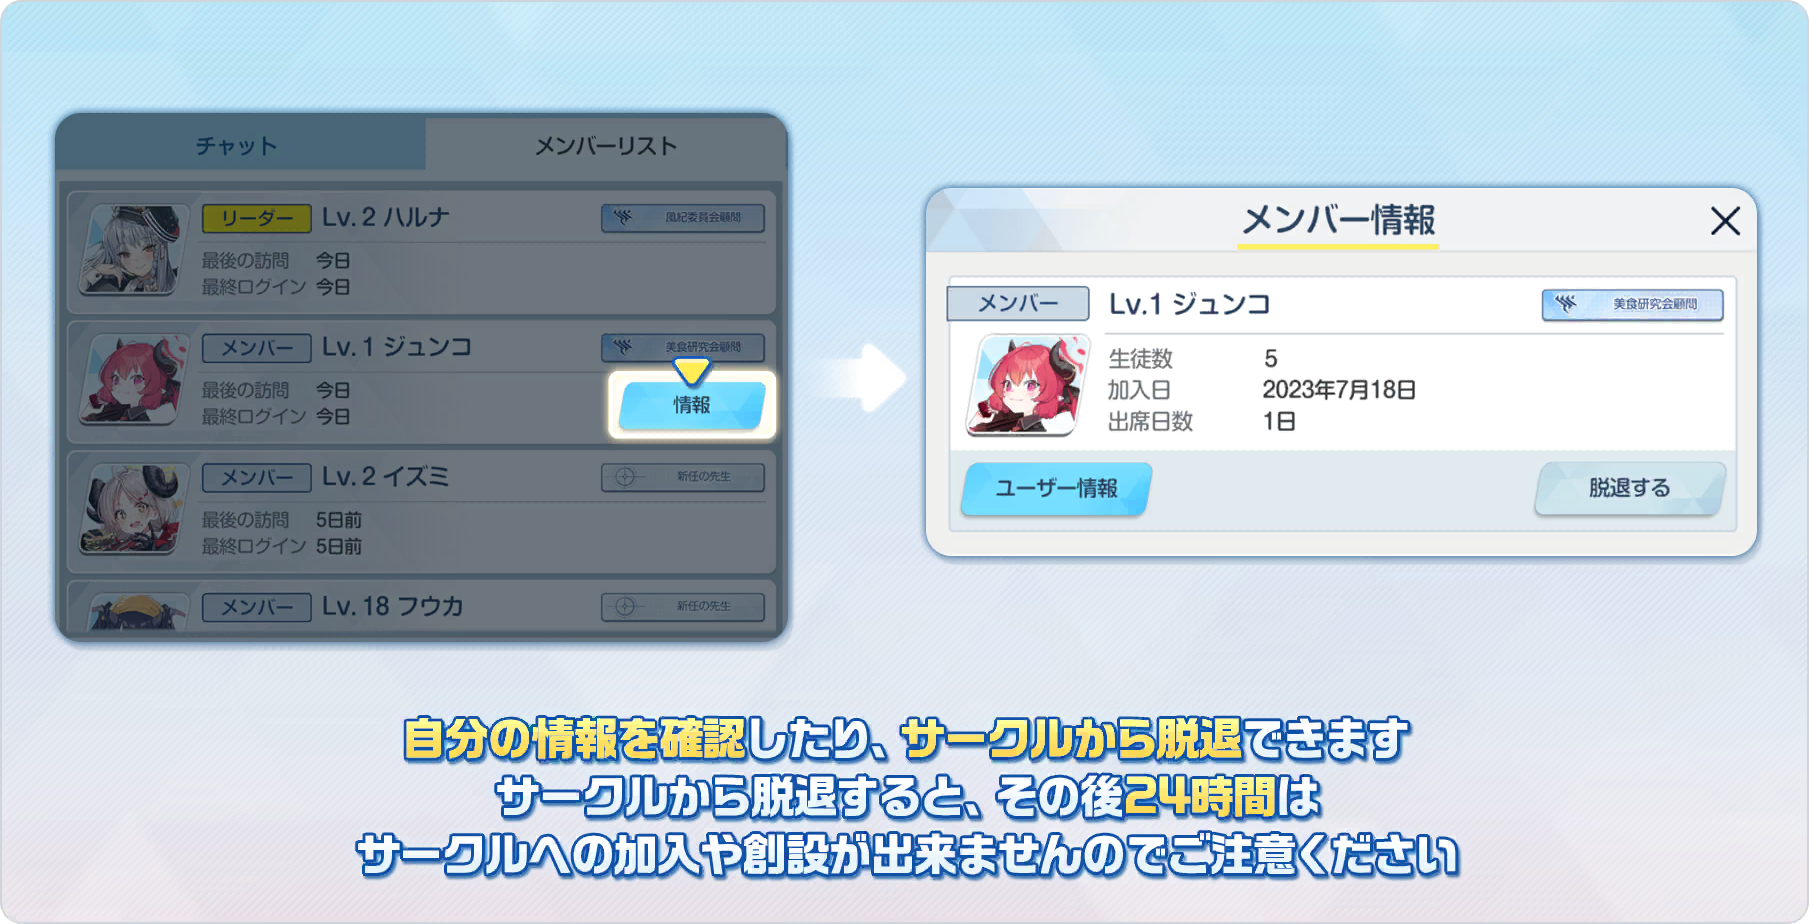 チャット
メンバーリスト
リーダー Lv. 2 ハルナ 風紀委員会顧問
最後の訪問 今日
最終ログイン 今日
メンバー Lv. 1 ジュンコ 美食研究会顧問
最後の訪問 今日
最終ログイン 今日
情報
メンバー Lv. 2 イズミ 新任の先生
最後の訪問 5日前
最終ログイン 5日前
メンバー Lv. 18 フウカ 新任の先生
メンバー情報
メンバー Lv.1 ジュンコ 美食研究会顧問
生徒数 5
加入日 2023年7月18日
出席日数 1日
ユーザー情報 脱退する
自分の情報を確認したり、サークルから脱退できます
サークルから脱退すると、その後24時間は
サークルへの加入や創設が出来ませんのでご注意ください